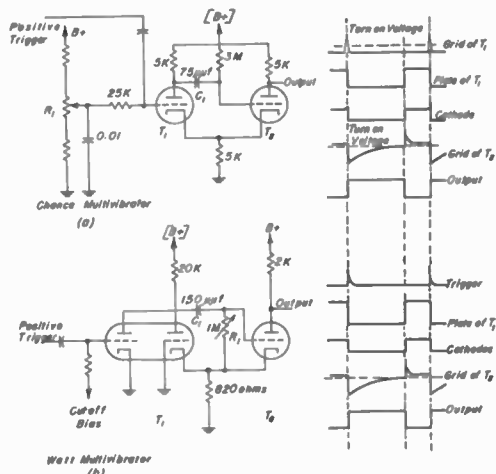 Positive
Trigger
B+
[B+]
5K
75μμf
C₁
3M
5K
Output
25K
R₁
0.01
T₁
T₂
5K
Chance Multivibrator
(a)
Turn on Voltage
Grid of T₁
Plate of T₁
Cathode
Turn on
Voltage
Grid of T₂
Output
[B+]
B+
20K
2K
Output
150μμf
C₁
1M
R₁
Positive
Trigger
820 ohms
Cutoff
Bias
T₁
T₂
Watt Multivibrator
(b)
Trigger
Plate of T₁
Cathodes
Grid of T₂
Output